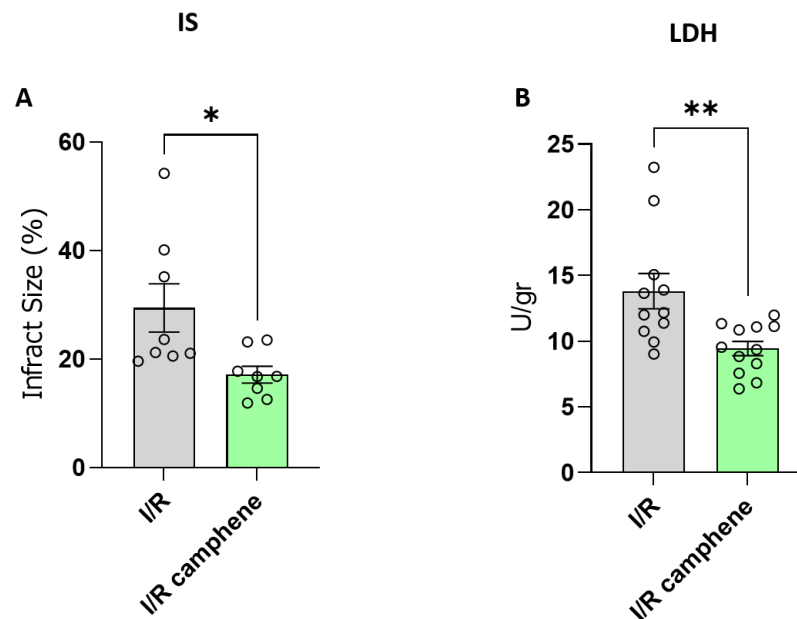 IS
A
*
60
40
20
0
Infract Size (%)
I/R
I/R camphene
LDH
B
**
25
20
15
10
5
0
U/gr
I/R
I/R camphene